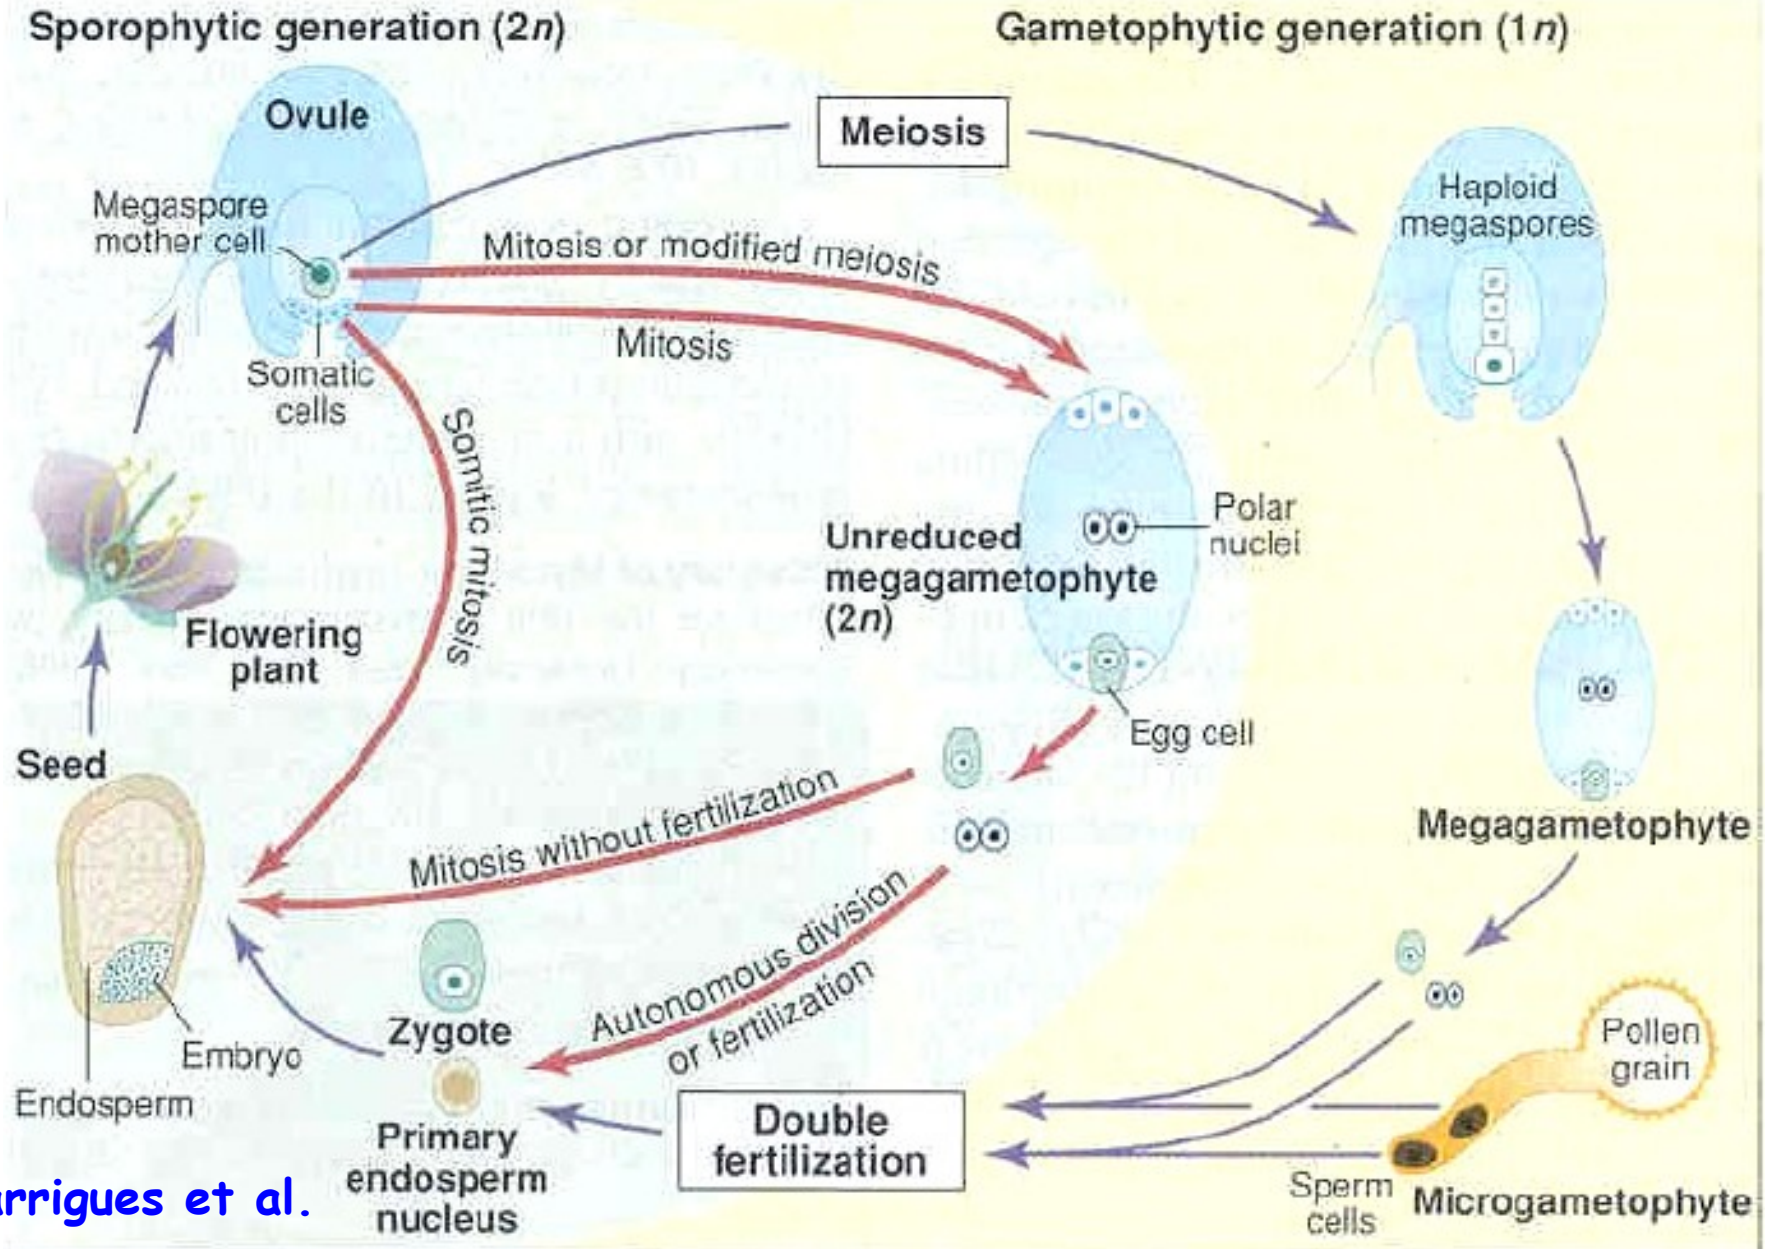 Sporophytic generation (2n)
Gametophytic generation (1n)
Ovule
Meiosis
Megaspore
mother cell
Haploid
megaspores
Mitosis or modified meiosis
Mitosis
Somatic
cells
Somitic mitosis
Polar
nuclei
Unreduced
megagametophyte
(2n)
Flowering
plant
Egg cell
Seed
Mitosis without fertilization
Megagametophyte
Autonomous division
or fertilization
Zygote
Embryo
Endosperm
Pollen
grain
Double
fertilization
Primary
endosperm
nucleus
Sperm
cells
Microgametophyte
arrigues et al.